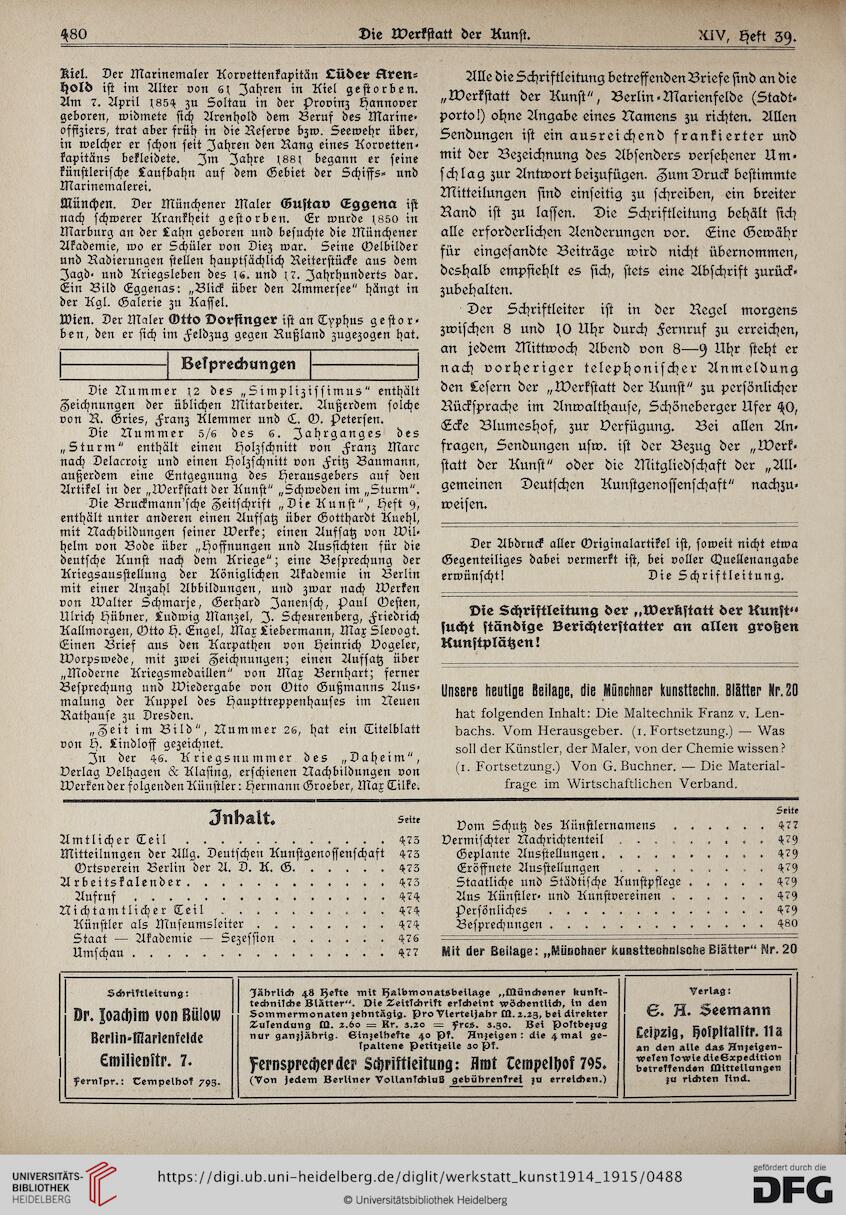 480
Die Werkstatt der Kunst.
XIV, Heft 39.
Kiel. Der Marinemaler Korvettenkapitän Lüder Aren-
hold ist im Alter von 61 Jahren in Kiel gestorben.
Am 7. April 1854 zu Soltau in der Provinz Hannover
geboren, widmete sich Arenhold dem Beruf des Marine-
offiziers, trat aber früh in die Reserve bzw. Seewehr über,
in welcher er schon seit Jahren den Rang eines Korvetten-
kapitäns bekleidete. Im Jahre 1881 begann er seine
künstlerische Laufbahn auf dem Gebiet der Schiffs- und
Marinemalerei.
München. Der Münchener Maler Gustav Eggena ist
nach schwerer Krankheit gestorben. Er wurde 1850 in
Marburg an der Lahn geboren und besuchte die Münchener
Akademie, wo er Schüler von Diez war. Seine Oelbilder
und Radierungen stellen hauptsächlich Reiterstücke aus dem
Jagd- und Kriegsleben des 16. und 17. Jahrhunderts dar.
Ein Bild Eggenas: „Blick über den Ammersee“ hängt in
der Kgl. Galerie zu Kassel.
Wien. Der Maler Otto Dorfinger ist an Typhus gestor-
ben, den er sich im Feldzug gegen Rußland zugezogen hat.
Besprechungen
Die Nummer 12 des „Simplizissimus“ enthält
Zeichnungen der üblichen Mitarbeiter. Außerdem solche
von R. Gries, Franz Klemmer und C. O. Petersen.
Die Nummer 5/6 des 6. Jahrganges des
„Sturm“ enthält einen Holzschnitt von Franz Marc
nach Delacroix und einen Holzschnitt von Fritz Baumann,
außerdem eine Entgegnung des Herausgebers auf den
Artikel in der „Werkstatt der Kunst“ „Schweden im „Sturm“.
Die Bruckmann'sche Zeitschrift „Die Kunst“, Heft 9,
enthält unter anderen einen Aufsatz über Gotthardt Kuehl,
mit Nachbildungen seiner Werke; einen Aufsatz von Wil-
helm von Bode über „Hoffnungen und Aussichten für die
deutsche Kunst nach dem Kriege“; eine Besprechung der
Kriegsausstellung der Königlichen Akademie in Berlin
mit einer Anzahl Abbildungen, und zwar nach Werken
von Walter Schmarje, Gerhard Janensch, Paul Oesten,
Ulrich Hübner, Ludwig Manzel, J. Scheurenberg, Friedrich
Kallmorgen, Otto H. Engel, Max Liebermann, Max Slevogt.
Einen Brief aus den Karpathen von Heinrich Vogeler,
Worpswede, mit zwei Zeichnungen; einen Aufsatz über
„Moderne Kriegsmedaillen“ von Max Bernhart; ferner
Besprechung und Wiedergabe von Otto Gußmanns Aus-
malung der Kuppel des Haupttreppenhauses im Neuen
Rathause zu Dresden.
„Zeit im Bild“, Nummer 26, hat ein Titelblatt
von H. Lindloff gezeichnet.
In der 46. Kriegsnummer des „Daheim“,
Verlag Velhagen & Klasing, erschienen Nachbildungen von
Werken der folgenden Künstler: Hermann Groeber, Max Tilke.
Alle die Schriftleitung betreffenden Briefe sind an die
„Werkstatt der Kunst“, Berlin-Marienfelde (Stadt-
porto!) ohne Angabe eines Namens zu richten. Allen
Sendungen ist ein ausreichend frankierter und
mit der Bezeichnung des Absenders versehener Um-
schlag zur Antwort beizufügen. Zum Druck bestimmte
Mitteilungen sind einseitig zu schreiben, ein breiter
Rand ist zu lassen. Die Schriftleitung behält sich
alle erforderlichen Aenderungen vor. Eine Gewähr
für eingesandte Beiträge wird nicht übernommen,
deshalb empfiehlt es sich, stets eine Abschrift zurück-
zubehalten.
Der Schriftleiter ist in der Regel morgens
zwischen 8 und 10 Uhr durch Fernruf zu erreichen,
an jedem Mittwoch Abend von 8—9 Uhr steht er
nach vorheriger telephonischer Anmeldung
den Lesern der „Werkstatt der Kunst“ zu persönlicher
Rücksprache im Anwalthause, Schöneberger Ufer 40,
Ecke Blumeshof, zur Verfügung. Bei allen An-
fragen, Sendungen usw. ist der Bezug der „Werk-
statt der Kunst“ oder die Mitgliedschaft der „All-
gemeinen Deutschen Kunstgenossenschaft“ nachzu-
weisen.
Der Abdruck aller Originalartikel ist, soweit nicht etwa
Gegenteiliges dabei vermerkt ist, bei voller Quellenangabe
erwünscht! Die Schriftleitung.
Die Schriftleitung der „Werkstatt der Kunst“
sucht ständige Berichterstatter an allen großen
Kunstplätzen!
Unsere heutige Beilage, die Münchner kunsttechn. Blätter Nr. 20
hat folgenden Inhalt: Die Maltechnik Franz v. Len-
bachs. Vom Herausgeber. (1. Fortsetzung.) — Was
soll der Künstler, der Maler, von der Chemie wissen?
(1. Fortsetzung.) Von G. Buchner. — Die Material-
frage im Wirtschaftlichen Verband.
Inhalt. Seite
Amtlicher Teil . . . . . . . . . . . . 473
Mitteilungen der Allg. Deutschen Kunstgenossenschaft 473
Ortsverein Berlin der A. D. K. G. . . . . . 473
Arbeitskalender . . . . . . . . . . . . 473
Aufruf . . . . . . . . . . . . . . . 474
Nichtamtlicher Teil . . . . . . . . . . 474
Künstler als Museumsleiter . . . . . . . . 474
Staat — Akademie — Sezession . . . . . . 476
Umschau . . . . . . . . . . . . . . . 477
Seite
Vom Schutz des Künstlernamens . . . . . . 477
Vermischter Nachrichtenteil . . . . . . . . 479
Geplante Ausstellungen . . . . . . . . . 479
Eröffnete Ausstellungen . . . . . . . . . 479
Staatliche und Städtische Kunstpflege . . . . . 479
Aus Künstler- und Kunstvereinen . . . . . . 479
Persönliches . . . . . . . . . . . . . 479
Besprechungen . . . . . . . . . . . . . 480
Mit der Beilage: „Münchner kunsttechnische Blätter“ Nr. 20
Schriftleitung:
Dr. Joachim von Bülow
Berlin-Marienfelde
Emilienstr. 7.
Fernspr.: Tempelhof 795.
Jährlich 48 Hefte mit Halbmonatsbeilage „Münchener kunst-
technische Blätter“. Die Zeitschrift erscheint wöchentlich, in den
Sommermonaten zehntägig. Pro Vierteljahr M. 2.25, bei direkter
Zusendung M. 2.60 = Kr. 3.20 = Frcs. 3.50. Bei Postbezug
nur ganzjährig. Einzelhefte 40 Pf. Anzeigen: die 4 mal ge-
spaltene Petitzeile 20 Pf.
Fernsprecher der Schriftleitung: Amt Tempelhof 795.
(Von jedem Berliner Vollanschluß gebührenfrei zu erreichen.)
Verlag:
E. A. Seemann
Leipzig, Hospitalstr. 11a
an den alle das Anzeigen-
wesen sowie die Expedition
betreffenden Mitteilungen
zu richten sind.
UNIVERSITÄTS-
BIBLIOTHEK
HEIDELBERG
https://digi.ub.uni-heidelberg.de/diglit/werkstatt_kunst1914_1915/0488
© Universitätsbibliothek Heidelberg
gefördert durch die
DFG